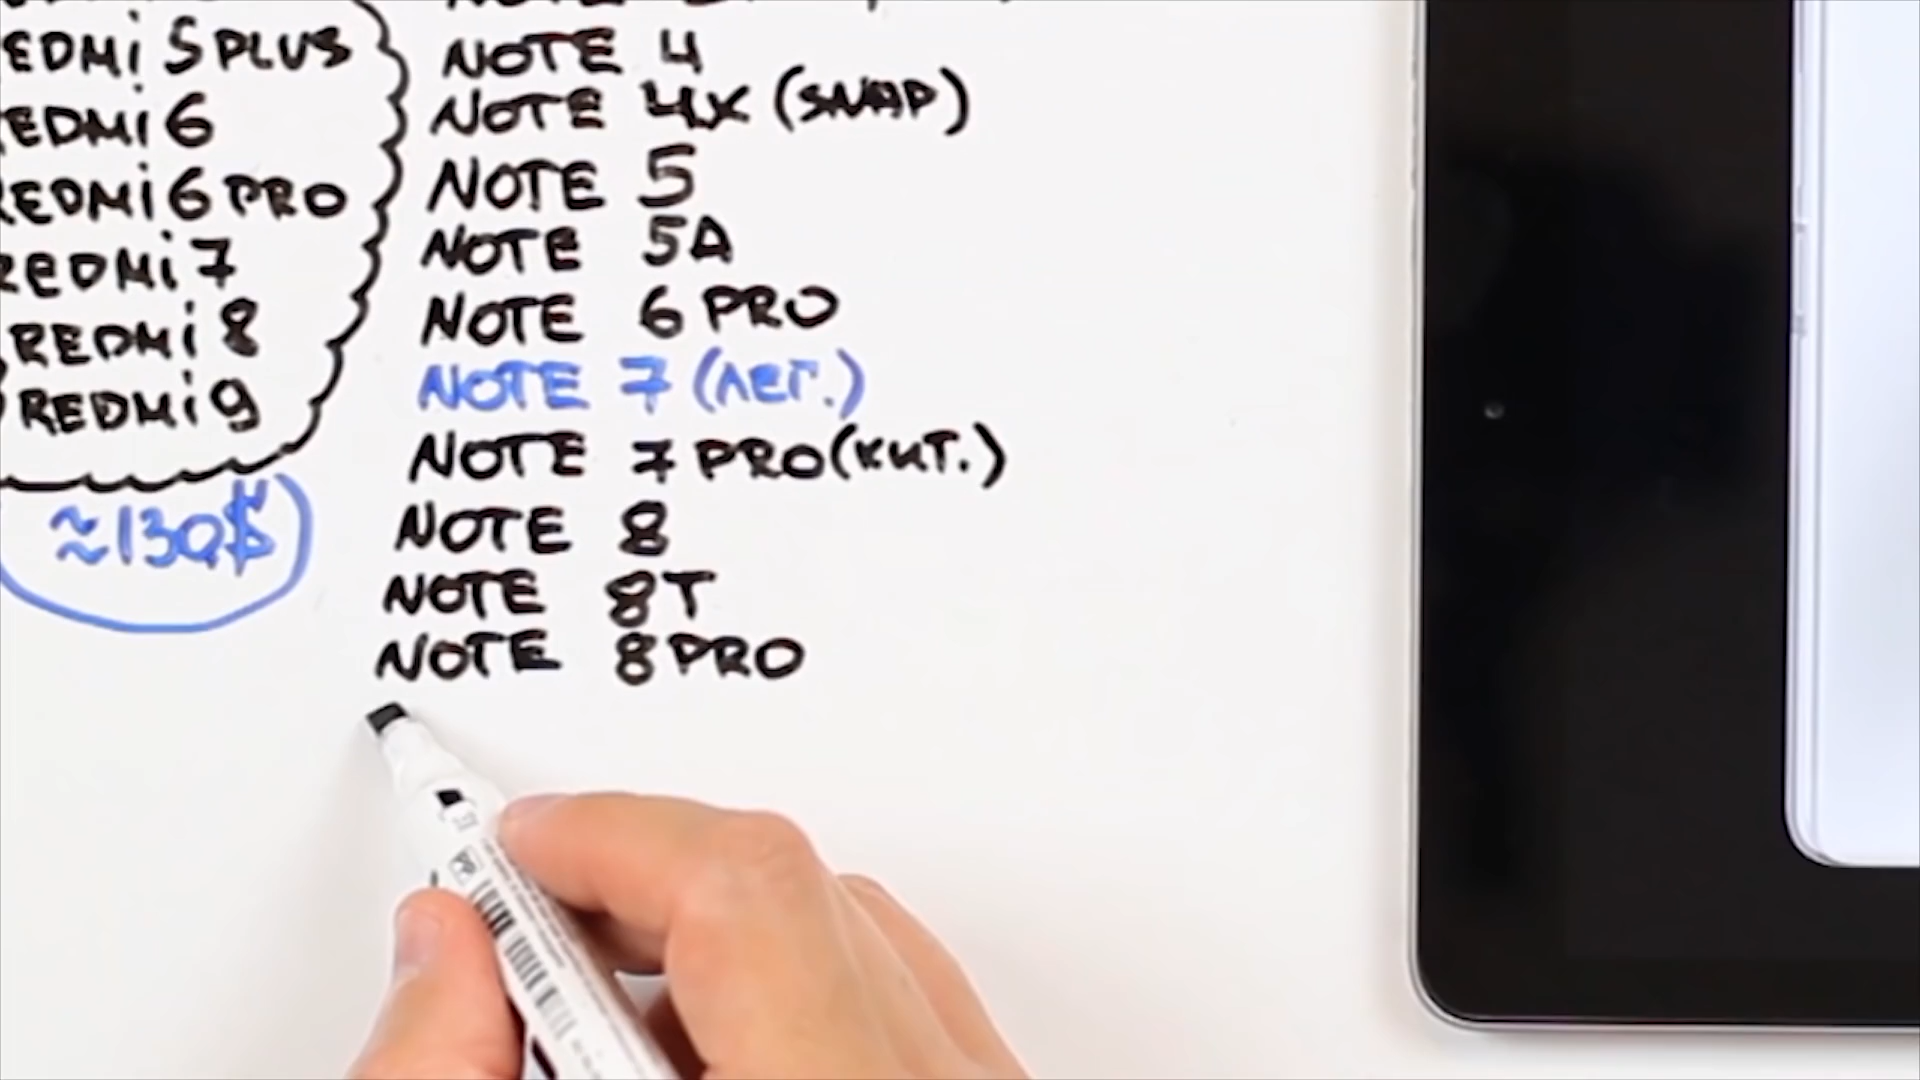 EDMi 5 PLUS
EDMi 6
REDMi 6 PRO
REDMi 7
REDMi 8
REDMi 9
≈130$
NOTE 4
NOTE 4X (SNAP)
NOTE 5
NOTE 5A
NOTE 6 PRO
NOTE 7 (лег.)
NOTE 7 PRO (кит.)
NOTE 8
NOTE 8T
NOTE 8 PRO